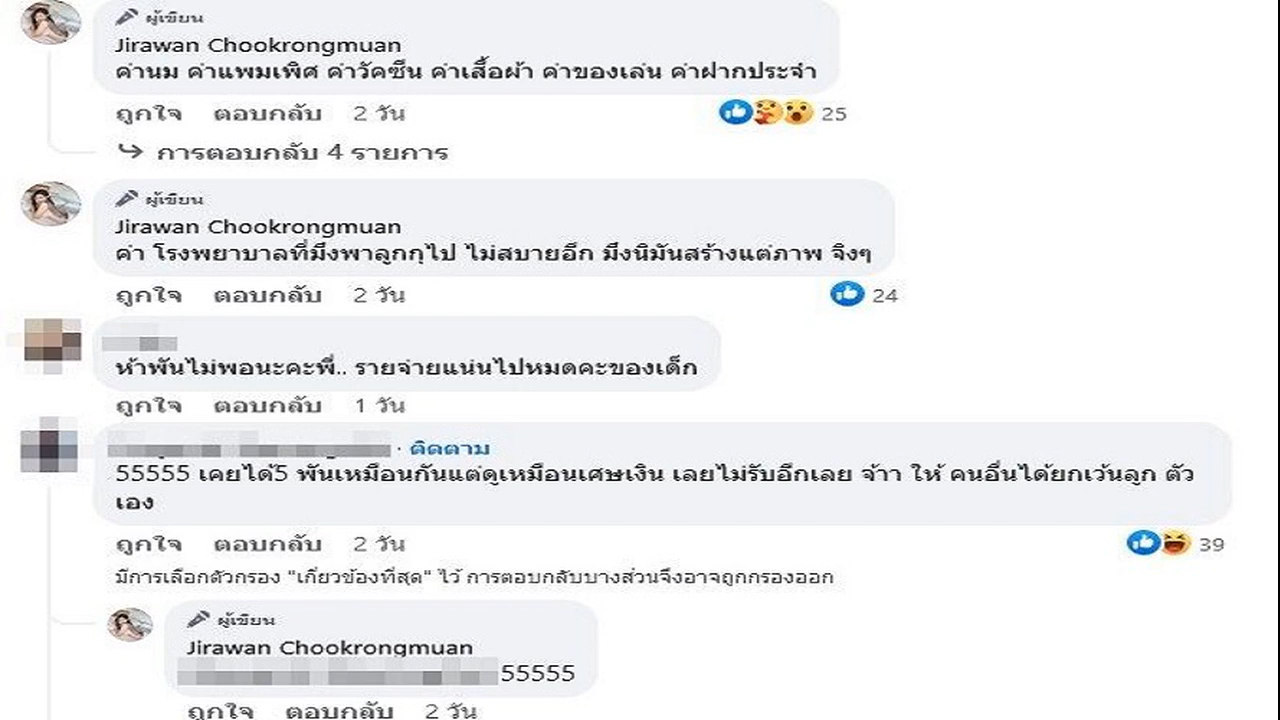 ผู้เขียน
Jirawan Chookrongmuan
ค่านม ค่าแพมเพิศ ค่าวัคซีน ค่าเสื้อผ้า ค่าของเล่น ค่าฝากประจำ
ถูกใจ ตอบกลับ 2 วัน 25
การตอบกลับ 4 รายการ
ผู้เขียน
Jirawan Chookrongmuan
ค่า โรงพยาบาลที่มึงพาลูกกุไป ไม่สบายอีก มึงนิมันสร้างแต่ภาพ จิงๆ
ถูกใจ ตอบกลับ 2 วัน 24
ห้าพันไม่พอนะคะพี่.. รายจ่ายแน่นไปหมดคะของเด็ก
ถูกใจ ตอบกลับ 1 วัน
· ติดตาม
55555 เคยได้5 พันเหมือนกันแต่ดูเหมือนเศษเงิน เลยไม่รับอีกเลย จ้าา ให้ คนอื่นได้ยกเว้นลูก ตัว
เอง
ถูกใจ ตอบกลับ 2 วัน 39
มีการเลือกตัวกรอง "เกี่ยวข้องที่สุด" ไว้ การตอบกลับบางส่วนจึงอาจถูกกรองออก
ผู้เขียน
Jirawan Chookrongmuan
55555
ถูกใจ ตอบกลับ 2 วัน